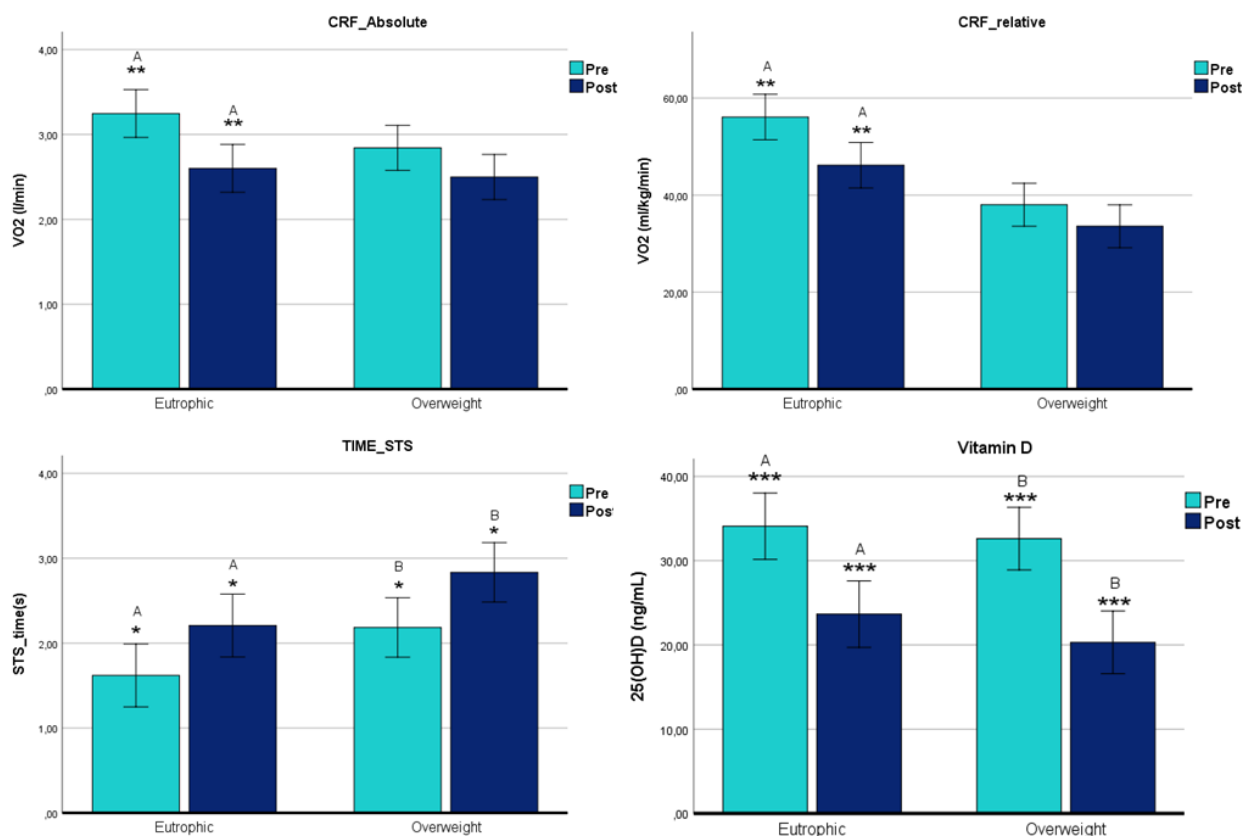 CRF_Absolute
4,00
3,00
2,00
1,00
,00
VO2 (l/min)
A
**
A
**
Pre
Post
Eutrophic
Overweight
CRF_relative
60,00
40,00
20,00
,00
VO2 (ml/kg/min)
A
**
A
**
Pre
Post
Eutrophic
Overweight
TIME_STS
4,00
3,00
2,00
1,00
,00
STS_time(s)
A
*
A
*
B
*
B
*
Pre
Post
Eutrophic
Overweight
Vitamin D
40,00
30,00
20,00
10,00
,00
25(OH)D (ng/mL)
A
***
A
***
B
***
B
***
Pre
Post
Eutrophic
Overweight